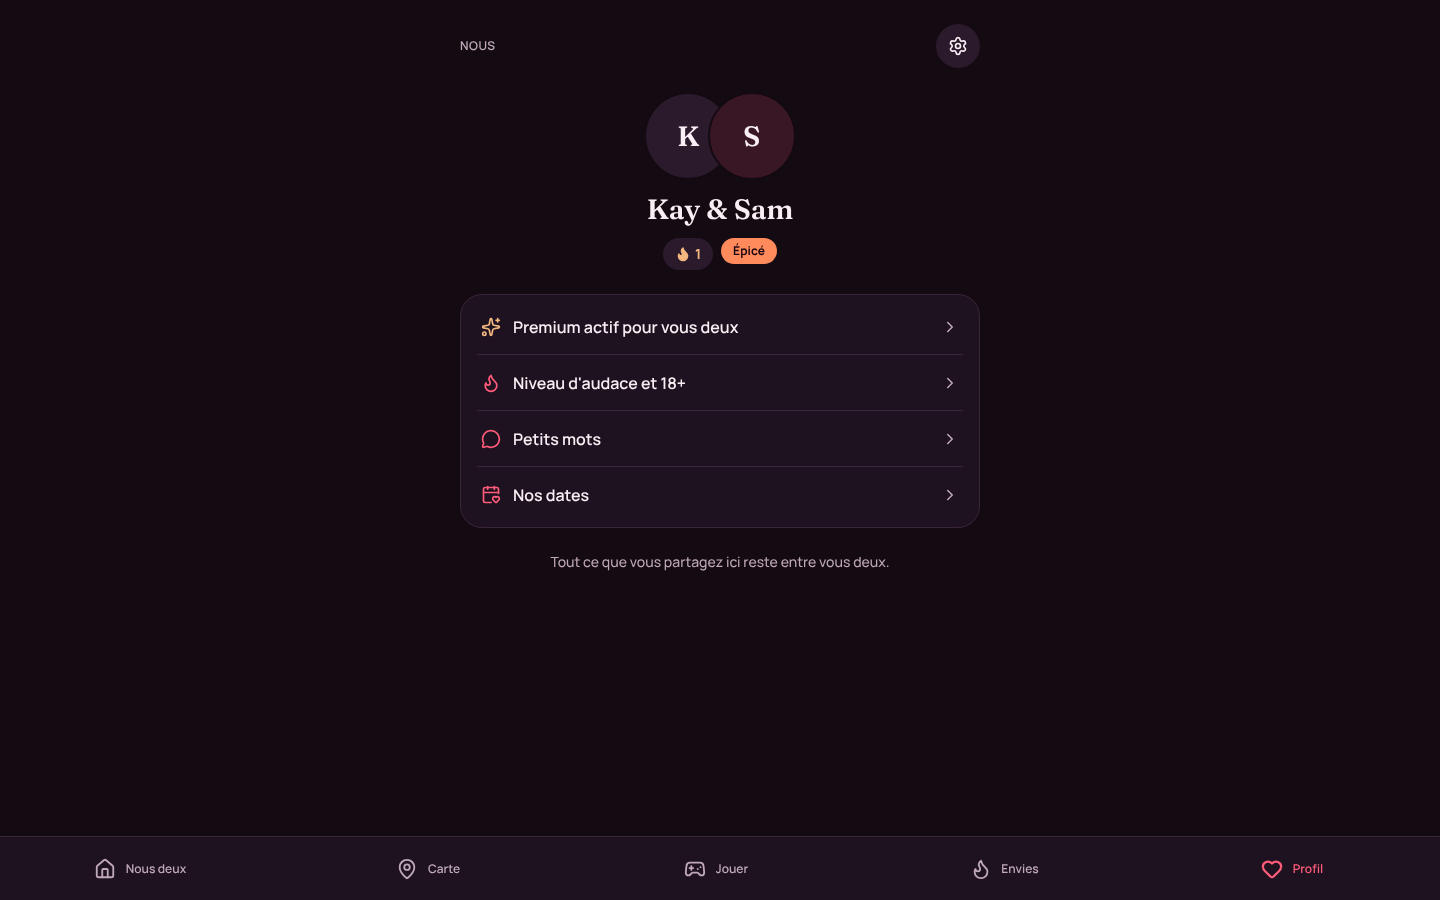 NOUS
K S
Kay & Sam
1 Épicé
Premium actif pour vous deux
Niveau d'audace et 18+
Petits mots
Nos dates
Tout ce que vous partagez ici reste entre vous deux.
Nous deux Carte Jouer Envies Profil